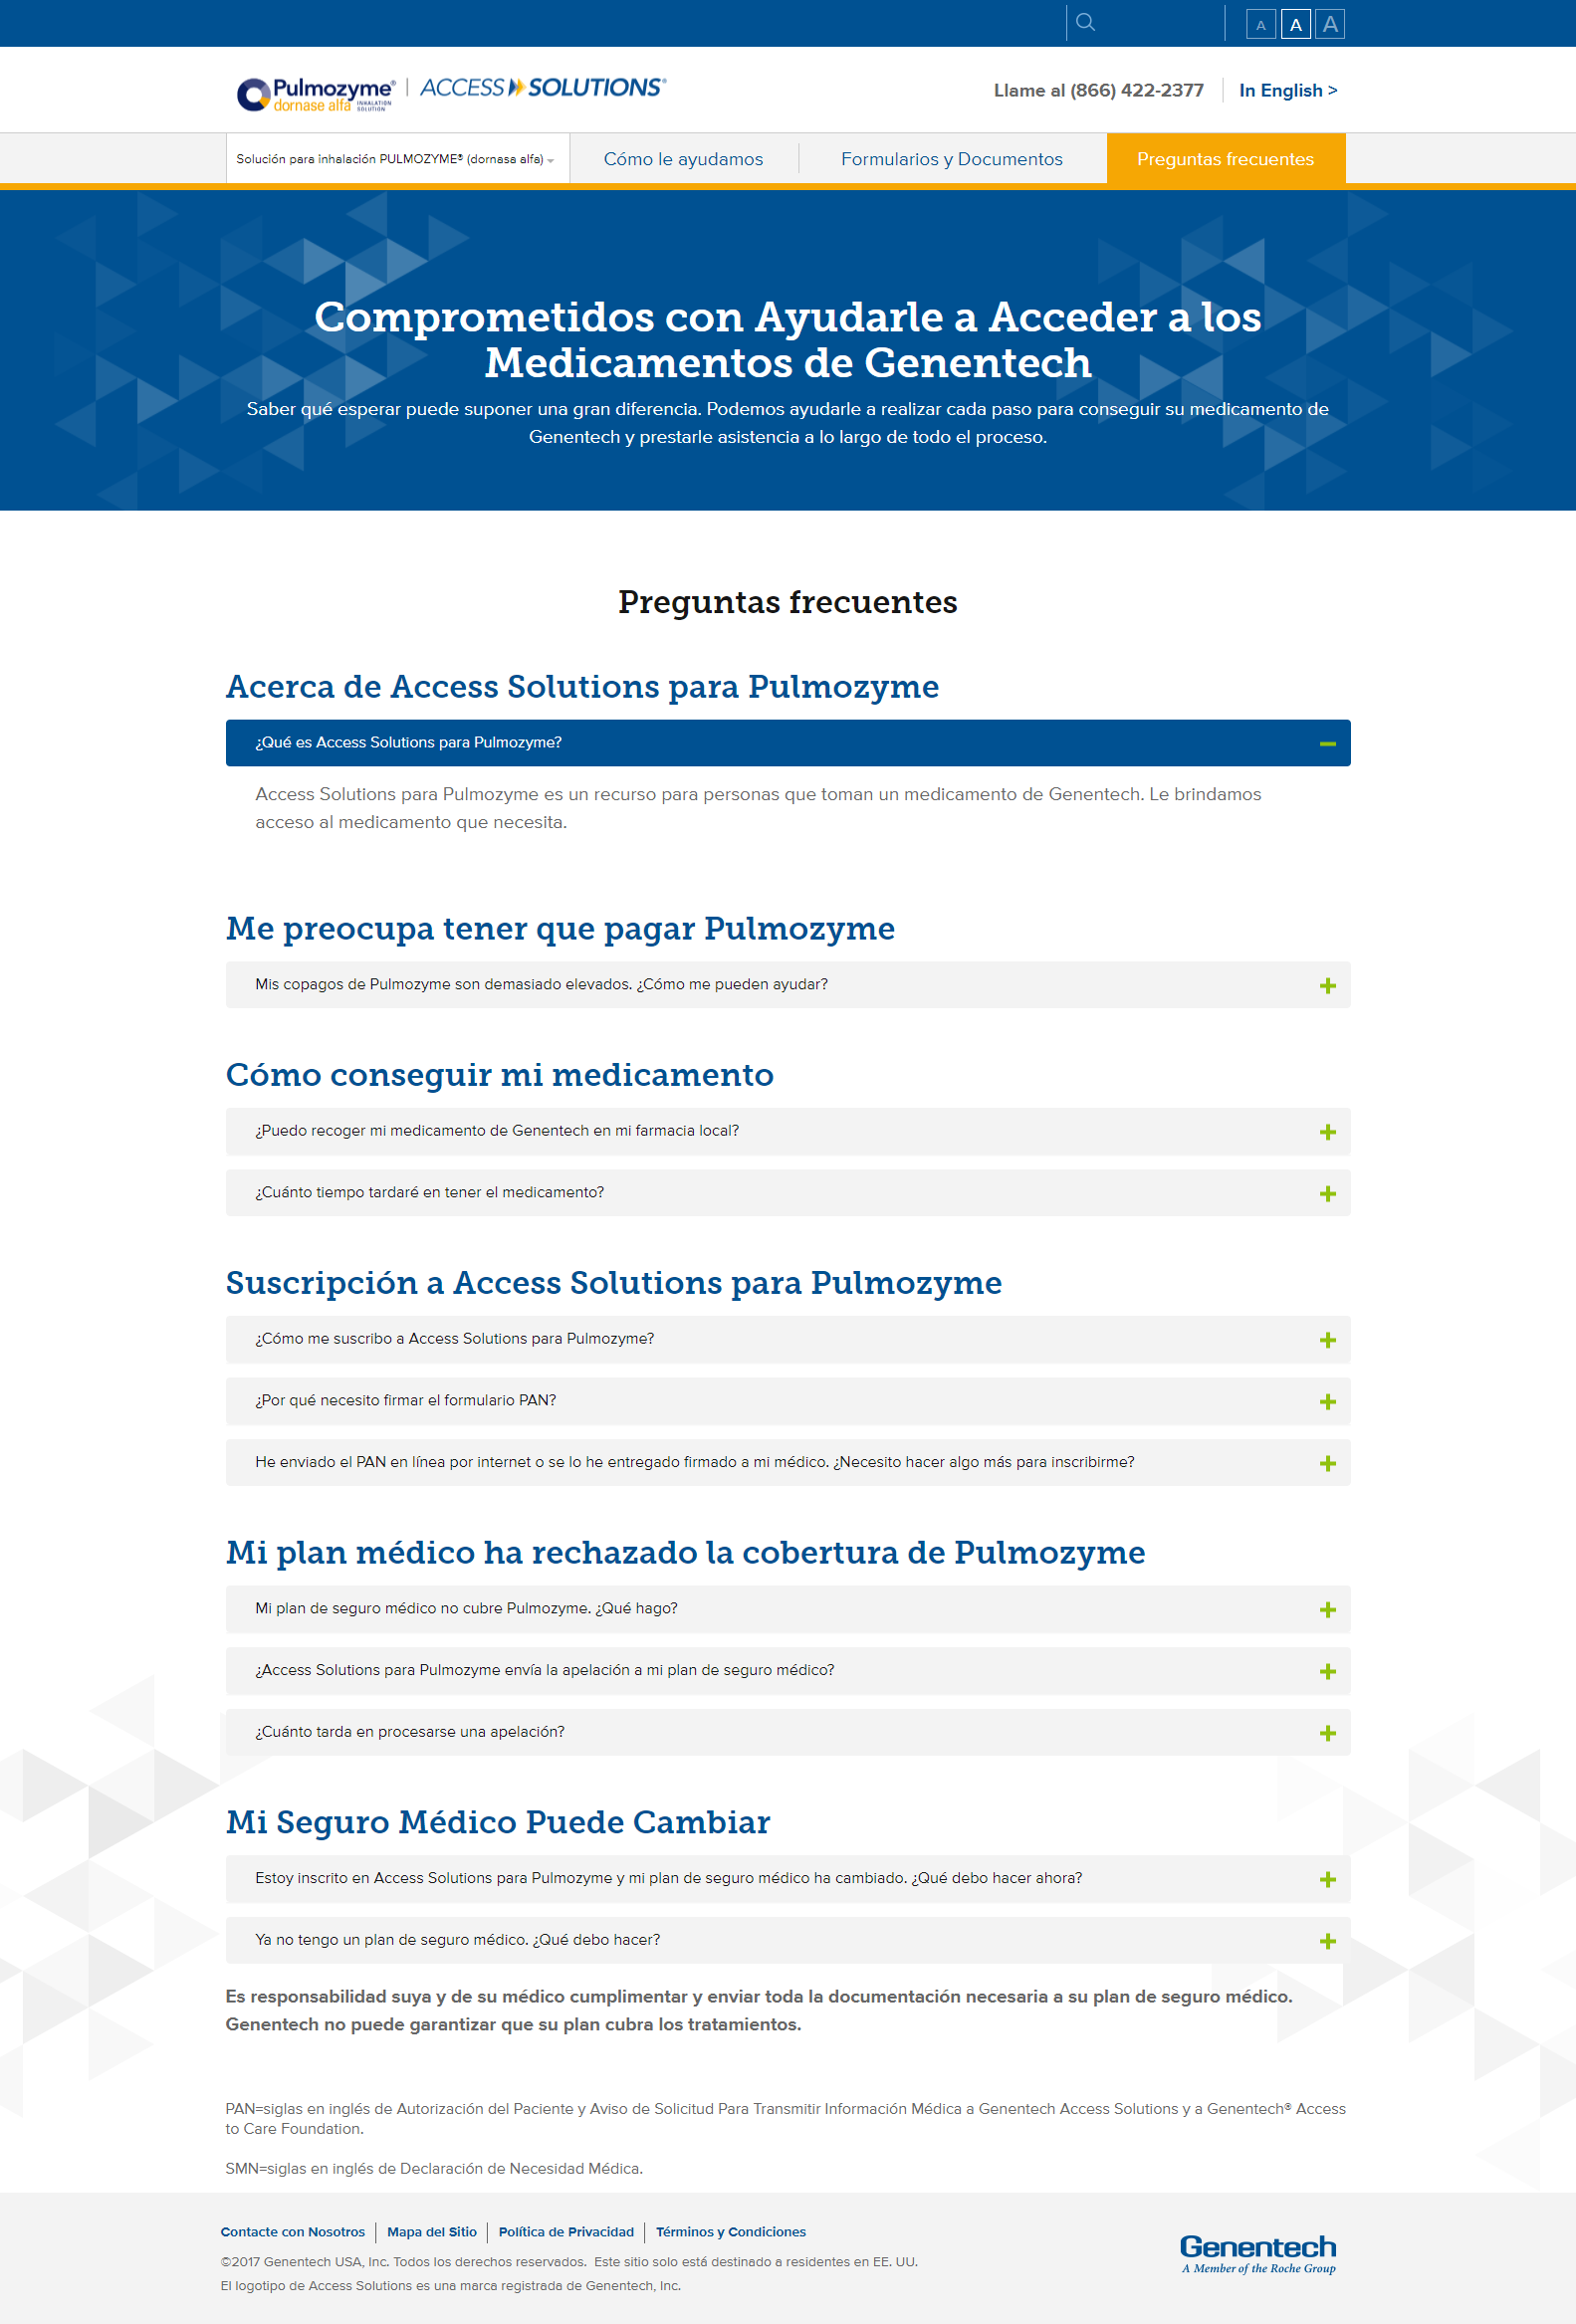 A A A
Pulmozyme® dornase alfa INHALATION SOLUTION | ACCESS SOLUTIONS®
Llame al (866) 422-2377
In English >
Solución para inhalación PULMOZYME® (dornasa alfa)
Cómo le ayudamos
Formularios y Documentos
Preguntas frecuentes
Comprometidos con Ayudarle a Acceder a los
Medicamentos de Genentech
Saber qué esperar puede suponer una gran diferencia. Podemos ayudarle a realizar cada paso para conseguir su medicamento de
Genentech y prestarle asistencia a lo largo de todo el proceso.
Preguntas frecuentes
Acerca de Access Solutions para Pulmozyme
¿Qué es Access Solutions para Pulmozyme?
Access Solutions para Pulmozyme es un recurso para personas que toman un medicamento de Genentech. Le brindamos
acceso al medicamento que necesita.
Me preocupa tener que pagar Pulmozyme
Mis copagos de Pulmozyme son demasiado elevados. ¿Cómo me pueden ayudar?
Cómo conseguir mi medicamento
¿Puedo recoger mi medicamento de Genentech en mi farmacia local?
¿Cuánto tiempo tardaré en tener el medicamento?
Suscripción a Access Solutions para Pulmozyme
¿Cómo me suscribo a Access Solutions para Pulmozyme?
¿Por qué necesito firmar el formulario PAN?
He enviado el PAN en línea por internet o se lo he entregado firmado a mi médico. ¿Necesito hacer algo más para inscribirme?
Mi plan médico ha rechazado la cobertura de Pulmozyme
Mi plan de seguro médico no cubre Pulmozyme. ¿Qué hago?
¿Access Solutions para Pulmozyme envía la apelación a mi plan de seguro médico?
¿Cuánto tarda en procesarse una apelación?
Mi Seguro Médico Puede Cambiar
Estoy inscrito en Access Solutions para Pulmozyme y mi plan de seguro médico ha cambiado. ¿Qué debo hacer ahora?
Ya no tengo un plan de seguro médico. ¿Qué debo hacer?
Es responsabilidad suya y de su médico cumplimentar y enviar toda la documentación necesaria a su plan de seguro médico.
Genentech no puede garantizar que su plan cubra los tratamientos.
PAN=siglas en inglés de Autorización del Paciente y Aviso de Solicitud Para Transmitir Información Médica a Genentech Access Solutions y a Genentech® Access
to Care Foundation.
SMN=siglas en inglés de Declaración de Necesidad Médica.
Contacte con Nosotros | Mapa del Sitio | Política de Privacidad | Términos y Condiciones
©2017 Genentech USA, Inc. Todos los derechos reservados. Este sitio solo está destinado a residentes en EE. UU.
El logotipo de Access Solutions es una marca registrada de Genentech, Inc.
Genentech
A Member of the Roche Group